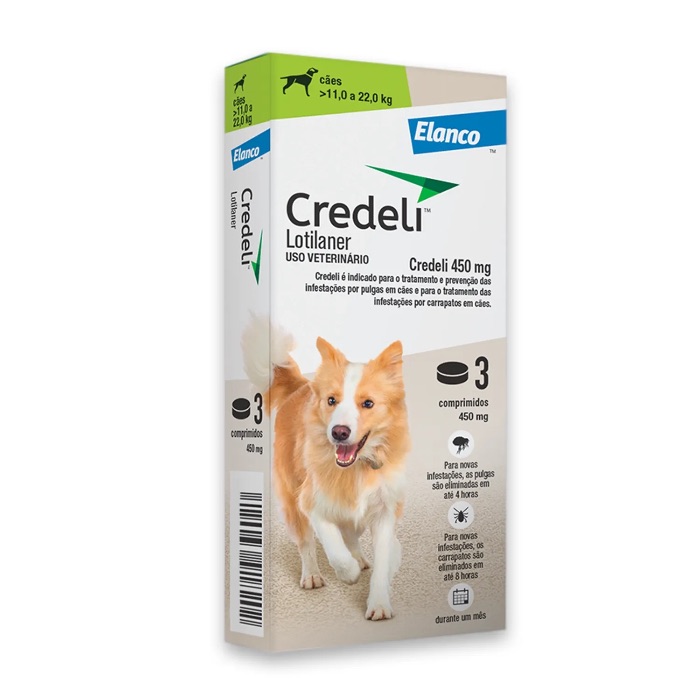 cães
>11,0 a
22,0 kg
Elanco
Credeli
Lotilaner
3
comprimidos
450 mg
cães
>11,0 a 22,0 kg
Elanco
TM
Credeli™
Lotilaner
USO VETERINÁRIO
Credeli 450 mg
Credeli é indicado para o tratamento e prevenção das
infestações por pulgas em cães e para o tratamento das
infestações por carrapatos em cães.
3
comprimidos
450 mg
Para novas
infestações, as pulgas
são eliminadas em
até 4 horas
Para novas
infestações, os
carrapatos são
eliminados em
até 8 horas
durante um mês